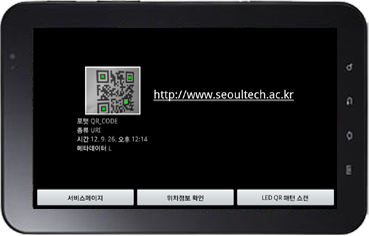 http://www.seoultech.ac.kr
포맷 QR_CODE
종류 URI
시간 12. 9. 26. 오후 12:14
메타데이터 L
서비스페이지
위치정보 확인
LED QR 패턴 스캔